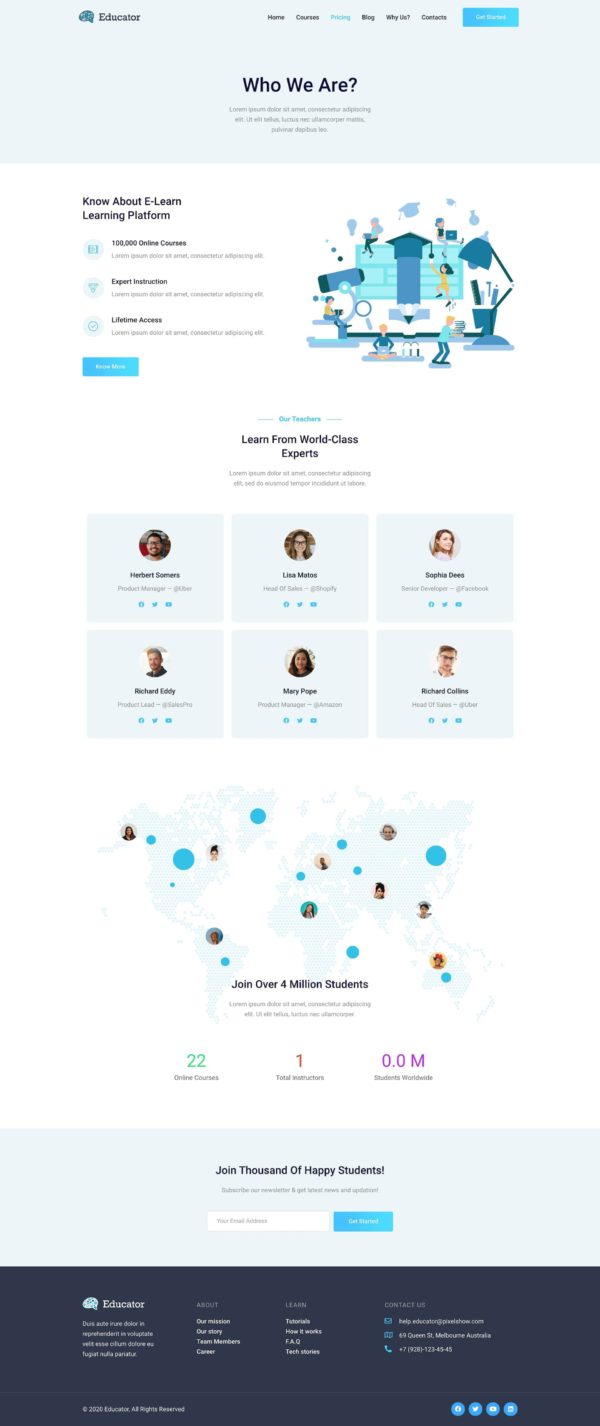 Educator
Home Courses Pricing Blog Why Us? Contacts Get Started
Who We Are?
Lorem ipsum dolor sit amet, consectetur adipiscing
elit. Ut elit tellus, luctus nec ullamcorper mattis,
pulvinar dapibus leo.
Know About E-Learn
Learning Platform
100,000 Online Courses
Lorem ipsum dolor sit amet, consectetur adipiscing elit.
Expert Instruction
Lorem ipsum dolor sit amet, consectetur adipiscing elit.
Lifetime Access
Lorem ipsum dolor sit amet, consectetur adipiscing elit.
Know More
Our Teachers
Learn From World-Class
Experts
Lorem ipsum dolor sit amet, consectetur adipiscing
elit, sed do eiusmod tempor incididunt ut labore.
Herbert Somers
Product Manager — @Uber
Lisa Matos
Head Of Sales — @Shopify
Sophia Dees
Senior Developer — @Facebook
Richard Eddy
Product Lead — @SalesPro
Mary Pope
Product Manager — @Amazon
Richard Collins
Head Of Sales — @Uber
Join Over 4 Million Students
Lorem ipsum dolor sit amet, consectetur adipiscing
elit. Ut elit tellus, luctus nec ullamcorper.
22
Online Courses
1
Total Instructors
0.0 M
Students Worldwide
Join Thousand Of Happy Students!
Subscribe our newsletter & get latest news and updation!
Your Email Address
Get Started
Educator
Duis aute irure dolor in
reprehenderit in voluptate
velit esse cillum dolore eu
fugiat nulla pariatur.
ABOUT
Our mission
Our story
Team Members
Career
LEARN
Tutorials
How it works
F.A.Q
Tech stories
CONTACT US
help.educator@pixelshow.com
69 Queen St, Melbourne Australia
+7 (928)-123-45-45
© 2020 Educator, All Rights Reserved